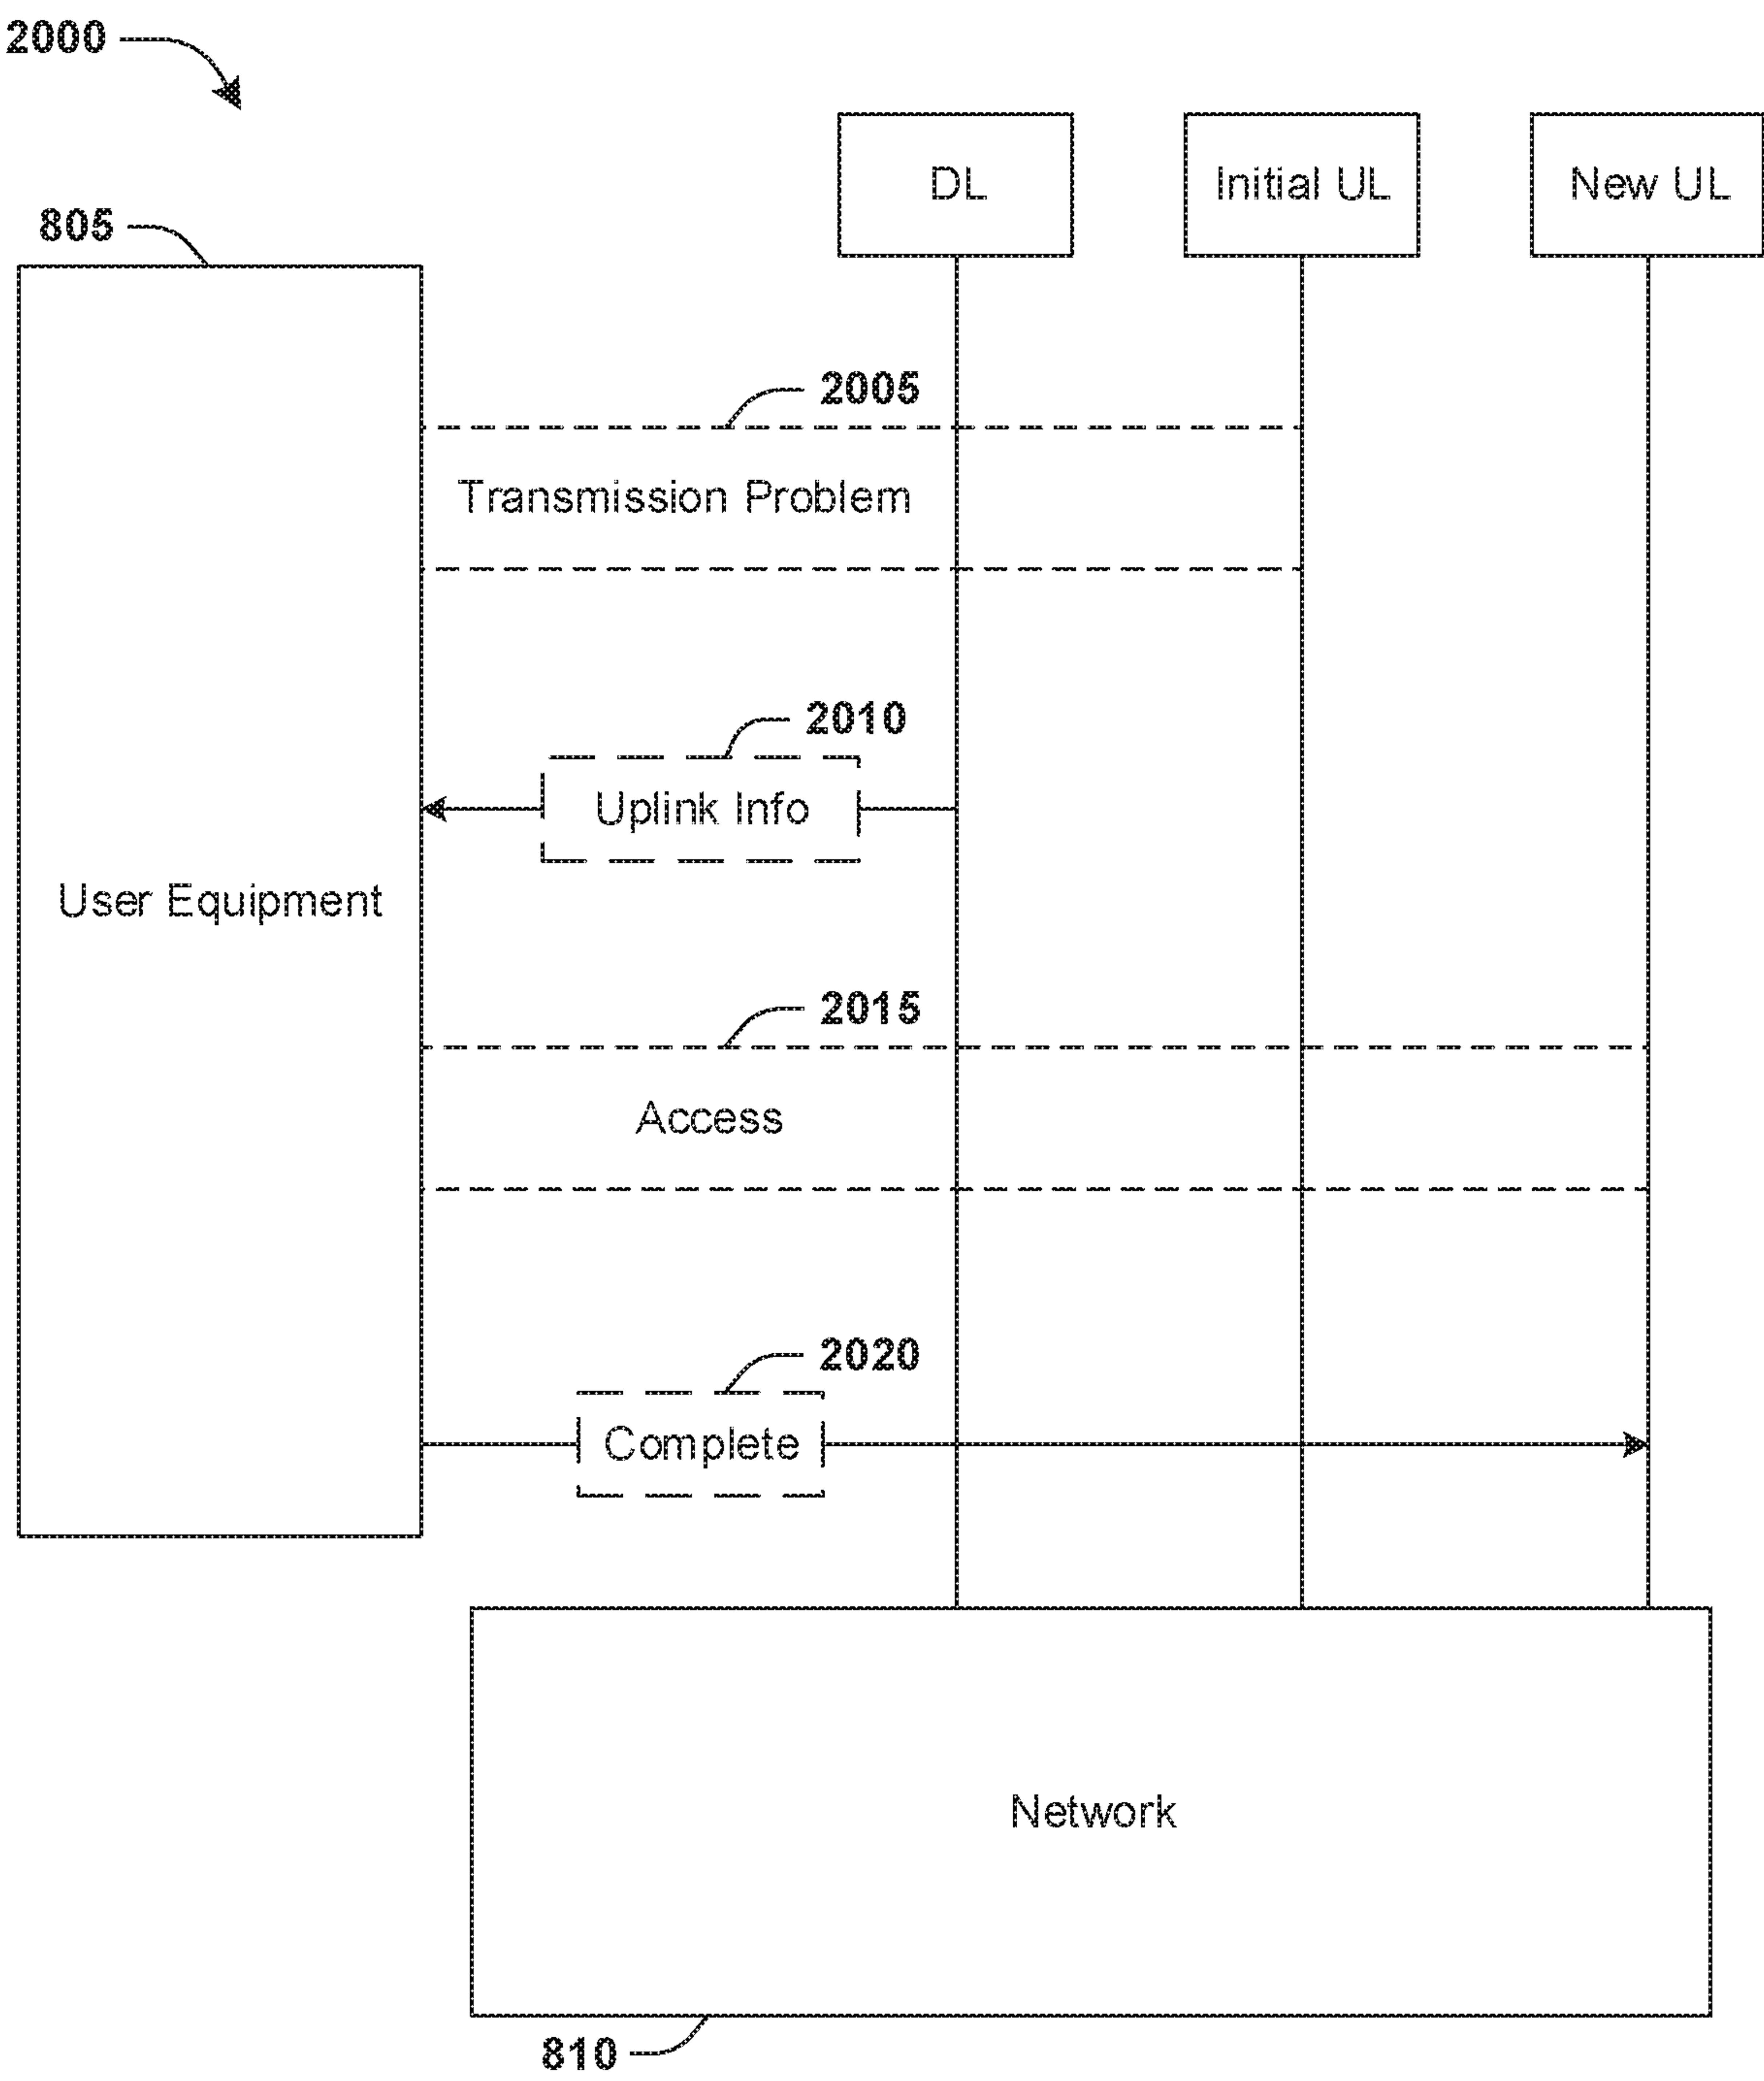 2000
DL
Initial UL
New UL
805
2005
Transmission Problem
2010
Uplink Info
User Equipment
2015
Access
2020
Complete
Network
810